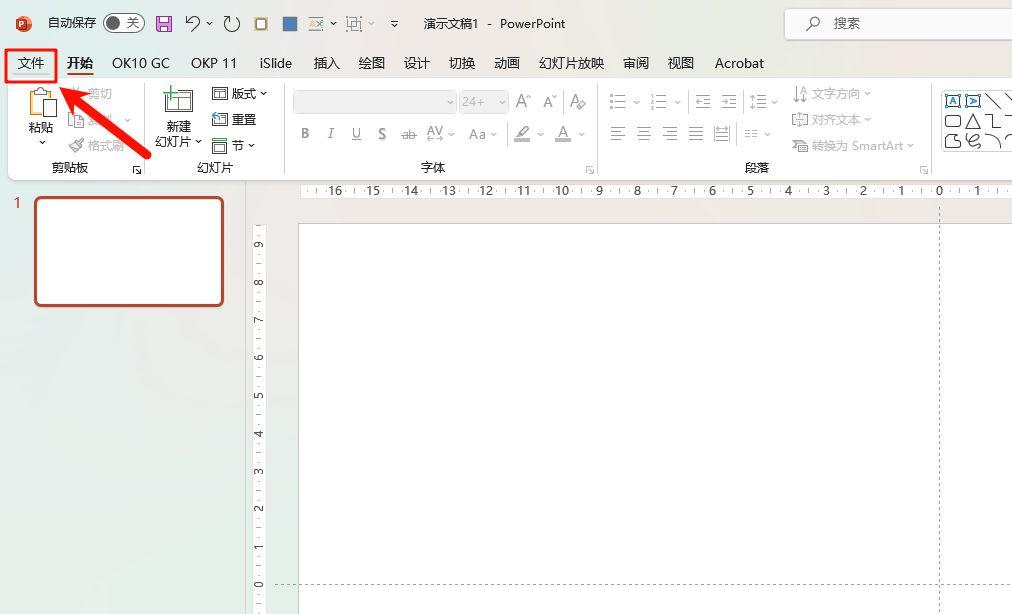 自动保存 关 演示文稿1 - PowerPoint 搜索
文件 开始 OK10 GC OKP 11 iSlide 插入 绘图 设计 切换 动画 幻灯片放映 审阅 视图 Acrobat
剪切 版式 24+ 文字方向
粘贴 新建 重置 对齐文本
幻灯片 节 B I U S ab AV Aa A 转换为 SmartArt
格式刷
剪贴板 幻灯片 字体 段落
16 15 14 13 12 11 10 9 8 7 6 5 4 3 2 1 0 1
1
9
8
7
6
5
4
3
2
1
0